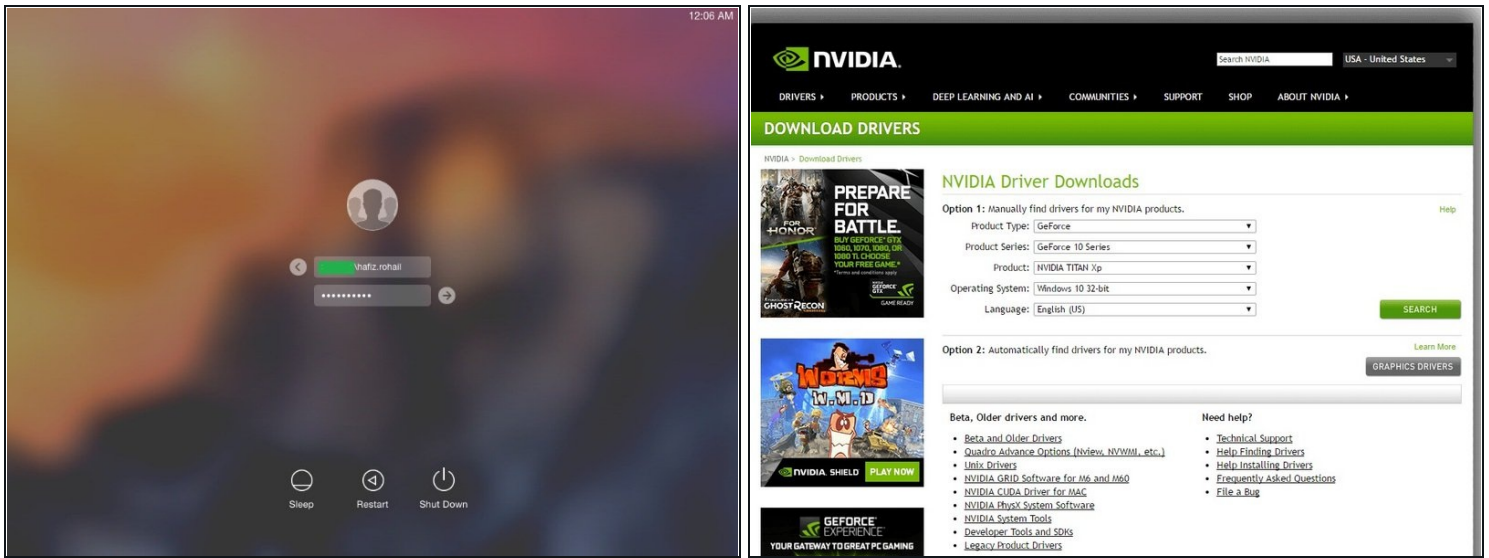 12:06 AM
\hafiz.rohail
••••••••••
Sleep
Restart
Shut Down
NVIDIA.
Search NVIDIA
USA - United States
DRIVERS
PRODUCTS
DEEP LEARNING AND AI
COMMUNITIES
SUPPORT
SHOP
ABOUT NVIDIA
DOWNLOAD DRIVERS
NVIDIA > Download Drivers
FOR
HONOR
GHOST RECON
PREPARE
FOR
BATTLE.
BUY GEFORCE® GTX
1060, 1070, 1080, OR
1080 TI, CHOOSE
YOUR FREE GAME.*
*Terms and conditions apply
GEFORCE
GTX
GAME READY
NVIDIA Driver Downloads
Option 1: Manually find drivers for my NVIDIA products.
Help
Product Type: GeForce
Product Series: GeForce 10 Series
Product: NVIDIA TITAN Xp
Operating System: Windows 10 32-bit
Language: English (US)
SEARCH
WORMS
W.M.D
NVIDIA. SHIELD
PLAY NOW
Option 2: Automatically find drivers for my NVIDIA products.
Learn More
GRAPHICS DRIVERS
Beta, Older drivers and more.
Beta and Older Drivers
Quadro Advance Options (Nview, NVWMI, etc.)
Unix Drivers
NVIDIA GRID Software for M6 and M60
NVIDIA CUDA Driver for MAC
NVIDIA PhysX System Software
NVIDIA System Tools
Developer Tools and SDKs
Legacy Product Drivers
Need help?
Technical Support
Help Finding Drivers
Help Installing Drivers
Frequently Asked Questions
File a Bug
GEFORCE®
EXPERIENCE™
YOUR GATEWAY TO GREAT PC GAMING